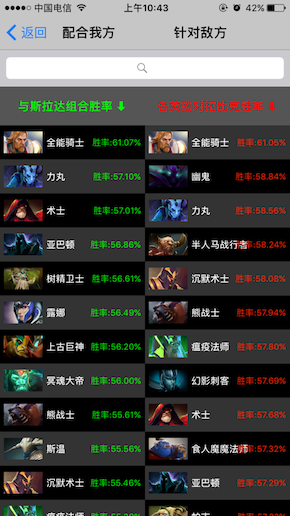 中国电信 上午10:43 42%
返回 配合我方 针对敌方
与斯拉达组合胜率
全能骑士 胜率:61.07% 全能骑士 胜率:61.05%
力丸 胜率:57.10% 幽鬼 胜率:58.84%
术士 胜率:57.01% 力丸 胜率:58.56%
亚巴顿 胜率:56.86% 半人马战行者 胜率:58.24%
树精卫士 胜率:56.61% 沉默术士 胜率:58.08%
露娜 胜率:56.49% 熊战士 胜率:57.94%
上古巨神 胜率:56.20% 瘟疫法师 胜率:57.80%
冥魂大帝 胜率:56.00% 幻影刺客 胜率:57.69%
熊战士 胜率:55.61% 术士 胜率:57.68%
斯温 胜率:55.56% 食人魔魔法师 胜率:57.32%
沉默术士 胜率:55.46% 亚巴顿 胜率:57.29%